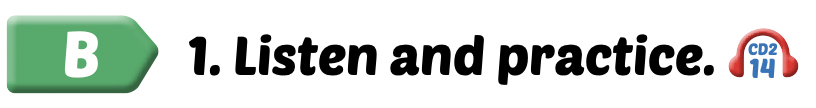 B 1. Listen and practice. CD2
14